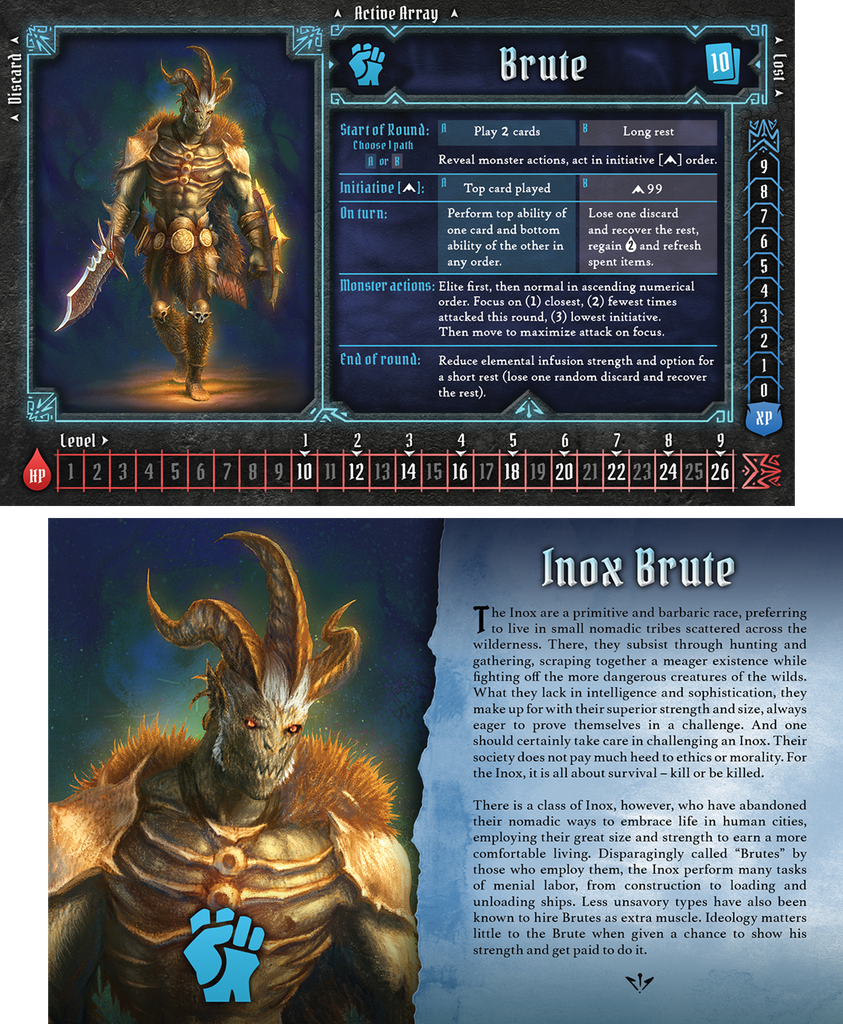 Active Array
Discard
Lost
Brute
10
Start of Round:
Choose 1 path
A or B
A Play 2 cards
B Long rest
Reveal monster actions, act in initiative [ ] order.
Initiative [ ]:
A Top card played
B 99
On turn:
Perform top ability of
one card and bottom
ability of the other in
any order.
Lose one discard
and recover the rest,
regain 2 and refresh
spent items.
Monster actions:
Elite first, then normal in ascending numerical
order. Focus on (1) closest, (2) fewest times
attacked this round, (3) lowest initiative.
Then move to maximize attack on focus.
End of round:
Reduce elemental infusion strength and option for
a short rest (lose one random discard and recover
the rest).
9
8
7
6
5
4
3
2
1
0
XP
Level 1 2 3 4 5 6 7 8 9
HP 1 2 3 4 5 6 7 8 9 10 11 12 13 14 15 16 17 18 19 20 21 22 23 24 25 26
Inox Brute
The Inox are a primitive and barbaric race, preferring
to live in small nomadic tribes scattered across the
wilderness. There, they subsist through hunting and
gathering, scraping together a meager existence while
fighting off the more dangerous creatures of the wilds.
What they lack in intelligence and sophistication, they
make up for with their superior strength and size, always
eager to prove themselves in a challenge. And one
should certainly take care in challenging an Inox. Their
society does not pay much heed to ethics or morality. For
the Inox, it is all about survival – kill or be killed.
There is a class of Inox, however, who have abandoned
their nomadic ways to embrace life in human cities,
employing their great size and strength to earn a more
comfortable living. Disparagingly called “Brutes” by
those who employ them, the Inox perform many tasks
of menial labor, from construction to loading and
unloading ships. Less unsavory types have also been
known to hire Brutes as extra muscle. Ideology matters
little to the Brute when given a chance to show his
strength and get paid to do it.